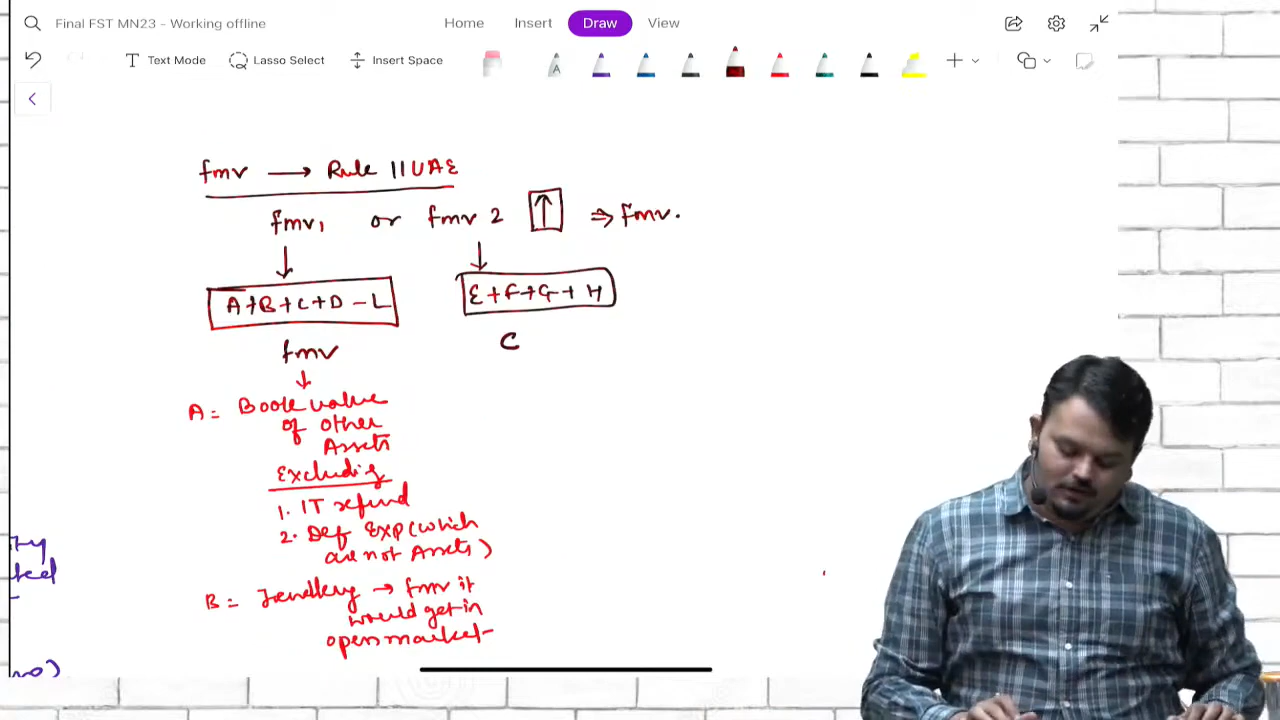 Final FST MN23 - Working offline
Home Insert Draw View
Text Mode Lasso Select Insert Space
fmv → Rule 11UAE
fmv1 or fmv 2 ↑ ⇒ fmv.
A+B+C+D-L E+F+G+H
fmv C
A = Book value
of other
Assets
Excluding
1. IT refund
2. Def Exp (which
are not Assets)
B = Jewellery → fmv it
would get in
open market